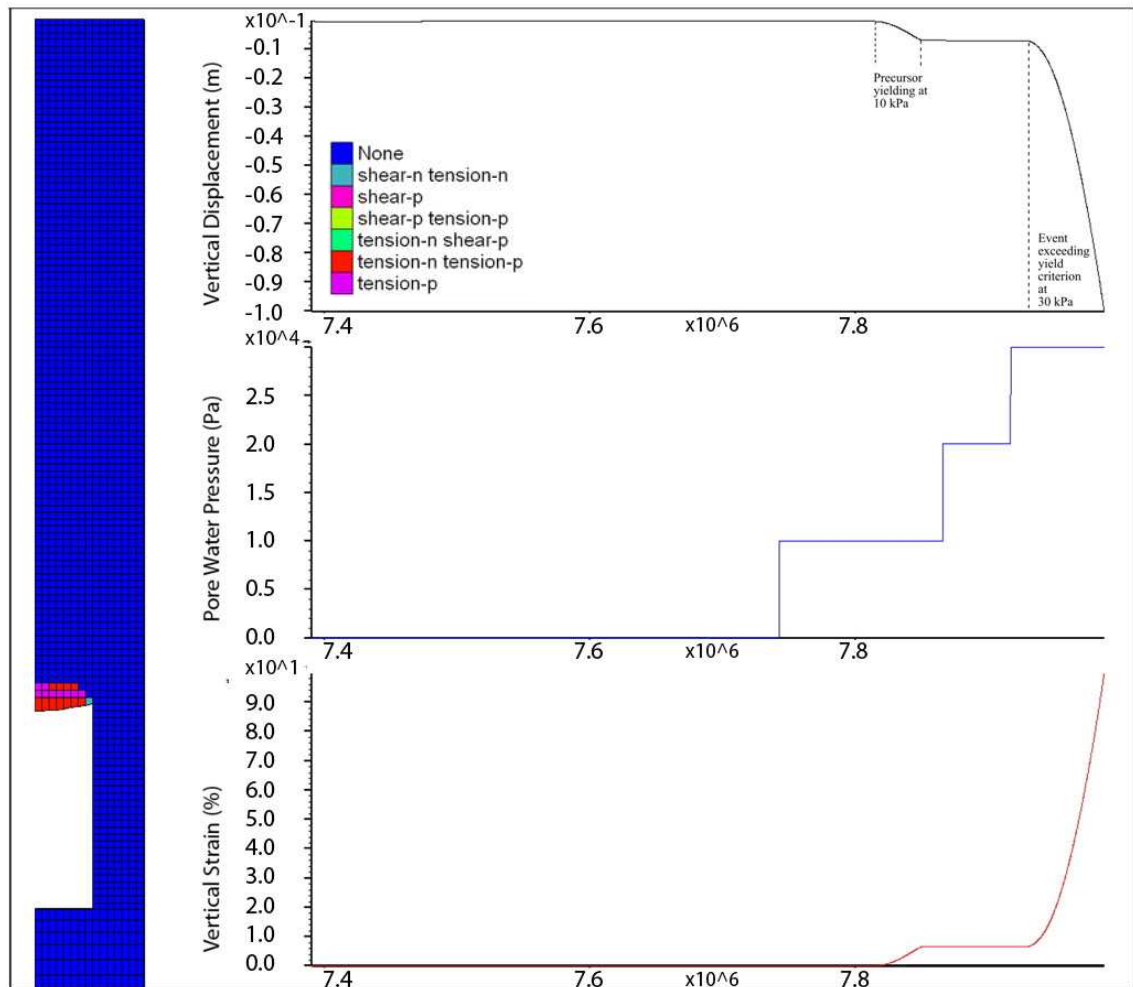 x10^-1
-0.1
-0.2
-0.3
-0.4
-0.5
-0.6
-0.7
-0.8
-0.9
-1.0
Vertical Displacement (m)
None
shear-n tension-n
shear-p
shear-p tension-p
tension-n shear-p
tension-n tension-p
tension-p
Precursor
yielding at
10 kPa
Event
exceeding
yield
criterion
at
30 kPa
7.4
7.6
x10^6
7.8
x10^4
2.5
2.0
1.5
1.0
0.5
0.0
Pore Water Pressure (Pa)
7.4
7.6
x10^6
7.8
x10^1
9.0
8.0
7.0
6.0
5.0
4.0
3.0
2.0
1.0
0.0
Vertical Strain (%)
7.4
7.6
x10^6
7.8